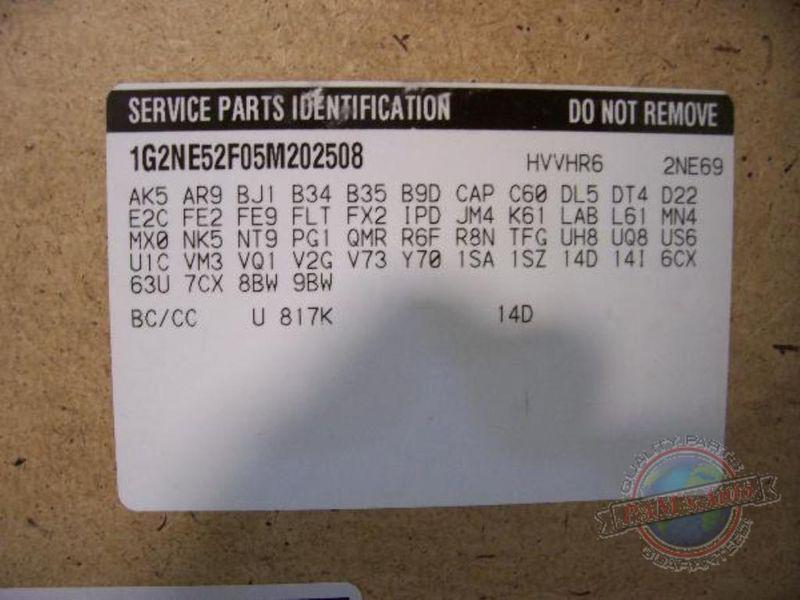 SERVICE PARTS IDENTIFICATION DO NOT REMOVE
1G2NE52F05M202508 HVVHR6 2NE69
AK5 AR9 BJ1 B34 B35 B9D CAP C60 DL5 DT4 D22
E2C FE2 FE9 FLT FX2 IPD JM4 K61 LAB L61 MN4
MX0 NK5 NT9 PG1 QMR R6F R8N TFG UH8 UQ8 US6
U1C VM3 VQ1 V2G V73 Y70 1SA 1SZ 14D 14I 6CX
63U 7CX 8BW 9BW
BC/CC U 817K 14D
QUALITY PARTS
GUARANTEED!